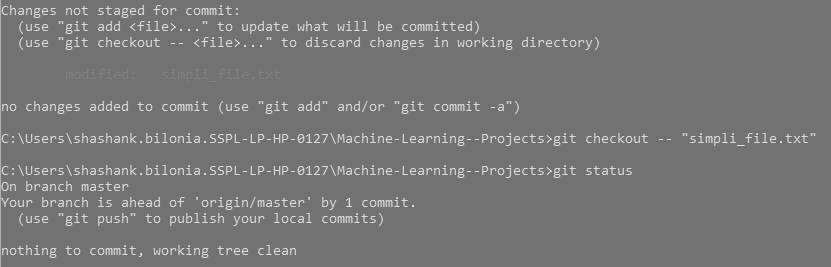 Changes not staged for commit:
  (use "git add <file>..." to update what will be committed)
  (use "git checkout -- <file>..." to discard changes in working directory)
        modified:   simpli_file.txt
no changes added to commit (use "git add" and/or "git commit -a")
C:\Users\shashank.bilonia.SSPL-LP-HP-0127\Machine-Learning--Projects>git checkout -- "simpli_file.txt"
C:\Users\shashank.bilonia.SSPL-LP-HP-0127\Machine-Learning--Projects>git status
On branch master
Your branch is ahead of 'origin/master' by 1 commit.
  (use "git push" to publish your local commits)
nothing to commit, working tree clean